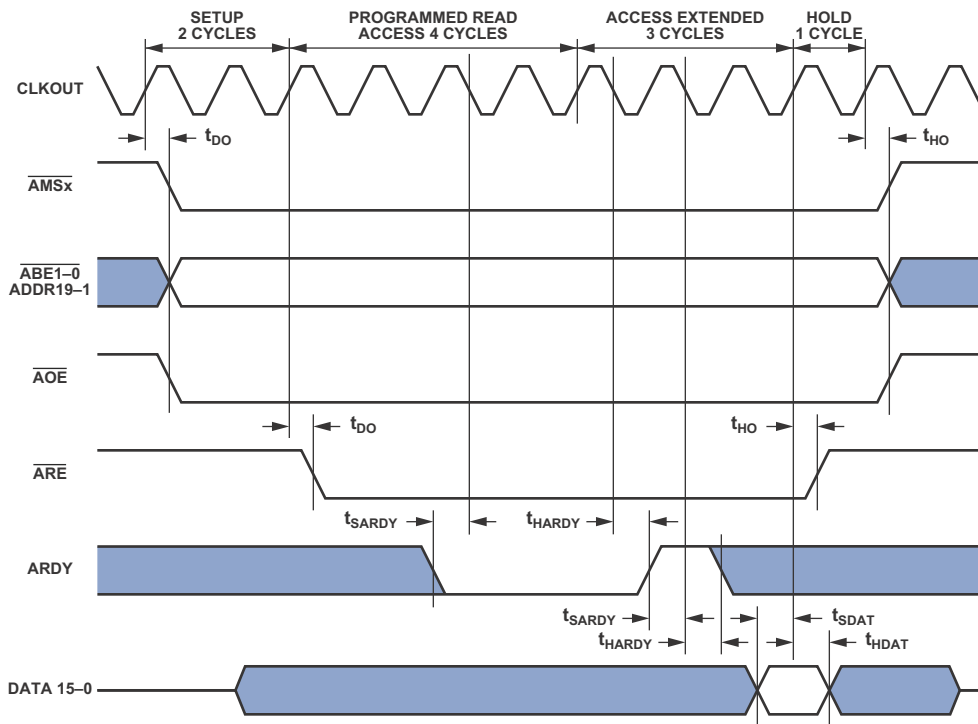 SETUP
2 CYCLES
PROGRAMMED READ
ACCESS 4 CYCLES
ACCESS EXTENDED
3 CYCLES
HOLD
1 CYCLE
CLKOUT
tDO
tHO
AMSx
ABE1–0
ADDR19–1
AOE
tDO
tHO
ARE
tSARDY
tHARDY
ARDY
tSARDY
tSDAT
tHARDY
tHDAT
DATA 15–0